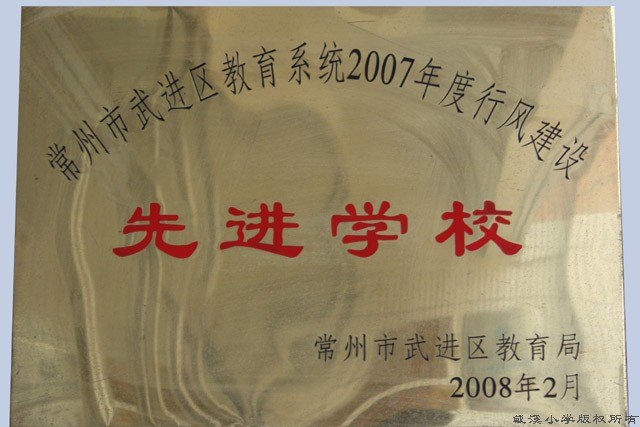 常州市武进区教育系统2007年度行风建设
先进学校
常州市武进区教育局
2008年2月
戚溪小学版权所有